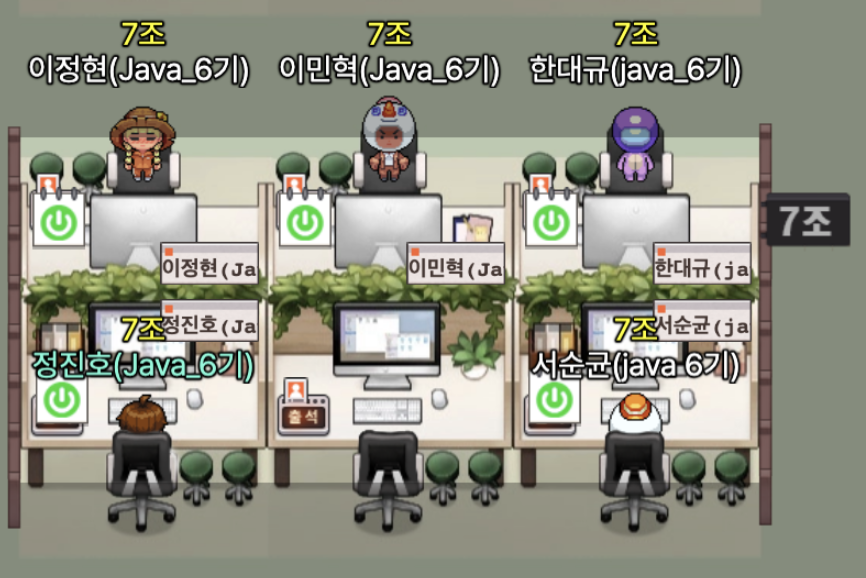 7조
이정현(Java_6기)
7조
이민혁(Java_6기)
7조
한대규(java_6기)
7조
이정현(Ja
이민혁(Ja
한대규(ja
정진호(Ja
서순균(ja
7조
정진호(Java_6기)
7조
서순균(java 6기)
출석